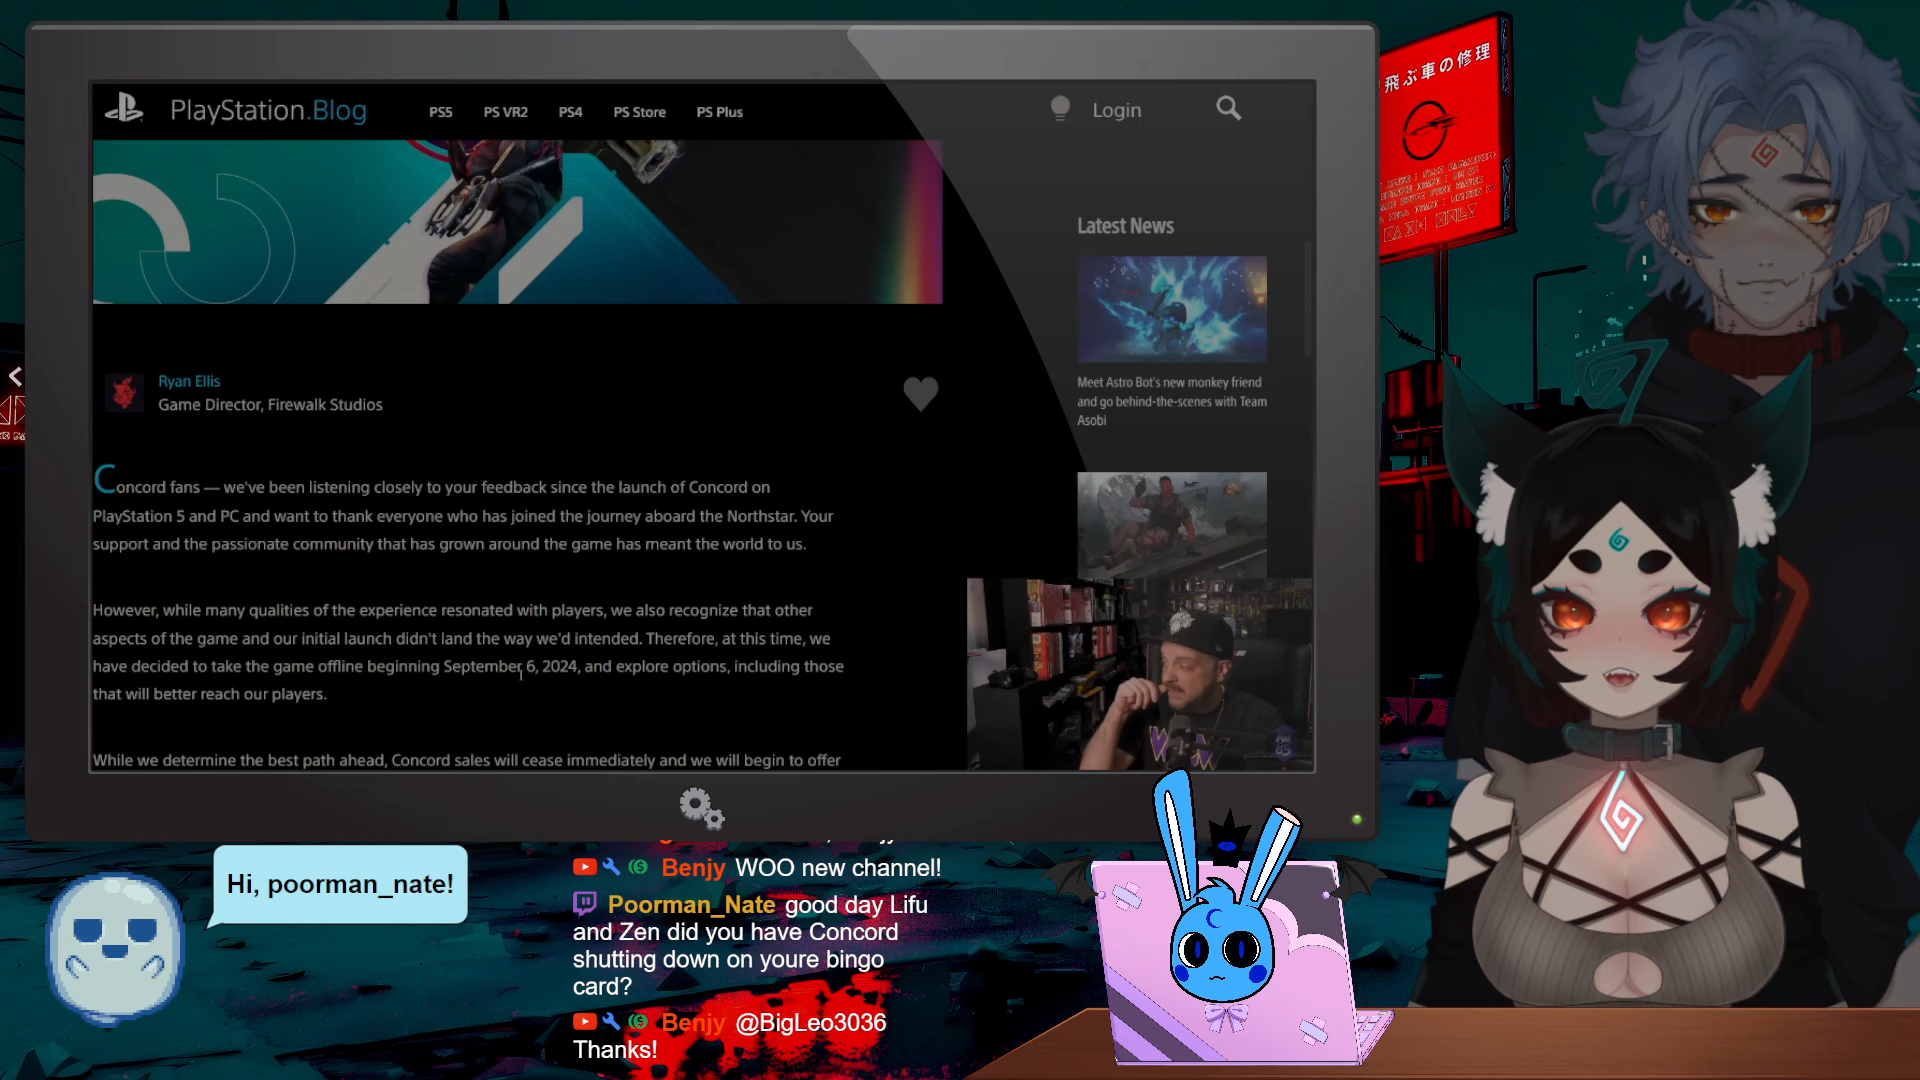 PlayStation.Blog
PS5
PS VR2
PS4
PS Store
PS Plus
Login
飛ぶ車の修理
Latest News
Meet Astro Bot's new monkey friend
and go behind-the-scenes with Team
Asobi
Ryan Ellis
Game Director, Firewalk Studios
Concord fans — we've been listening closely to your feedback since the launch of Concord on
PlayStation 5 and PC and want to thank everyone who has joined the journey aboard the Northstar. Your
support and the passionate community that has grown around the game has meant the world to us.
However, while many qualities of the experience resonated with players, we also recognize that other
aspects of the game and our initial launch didn't land the way we'd intended. Therefore, at this time, we
have decided to take the game offline beginning September 6, 2024, and explore options, including those
that will better reach our players.
While we determine the best path ahead, Concord sales will cease immediately and we will begin to offer
Hi, poorman_nate!
Benjy WOO new channel!
Poorman_Nate good day Lifu
and Zen did you have Concord
shutting down on youre bingo
card?
Benjy @BigLeo3036
Thanks!